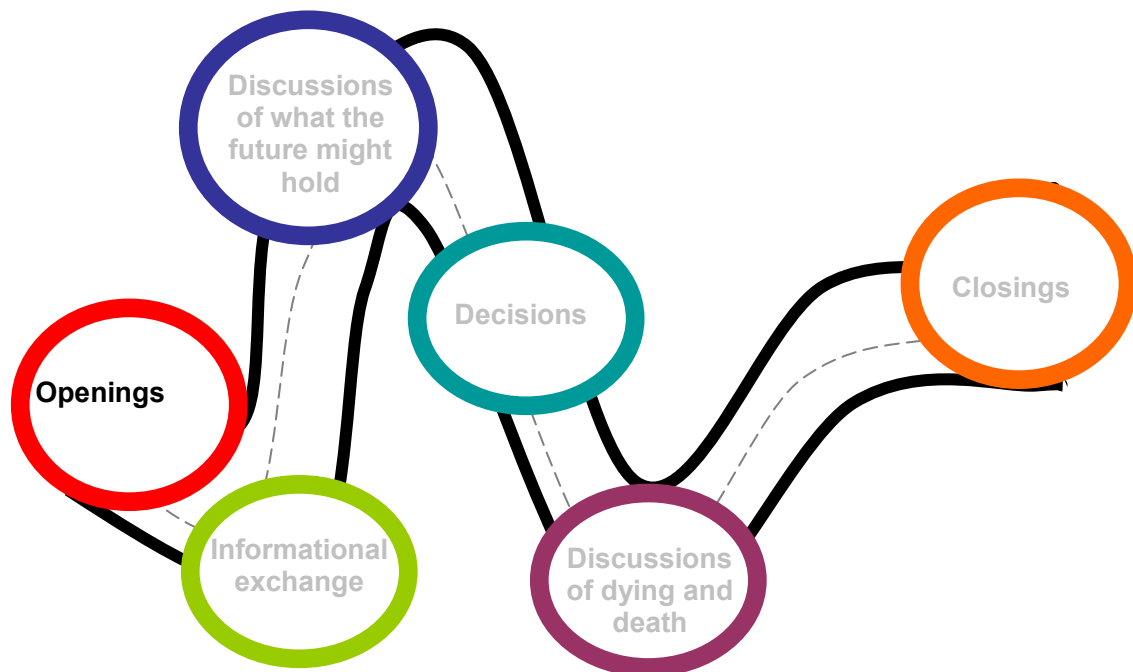 Openings
Informational
exchange
Discussions
of what the
future might
hold
Decisions
Discussions
of dying and
death
Closings